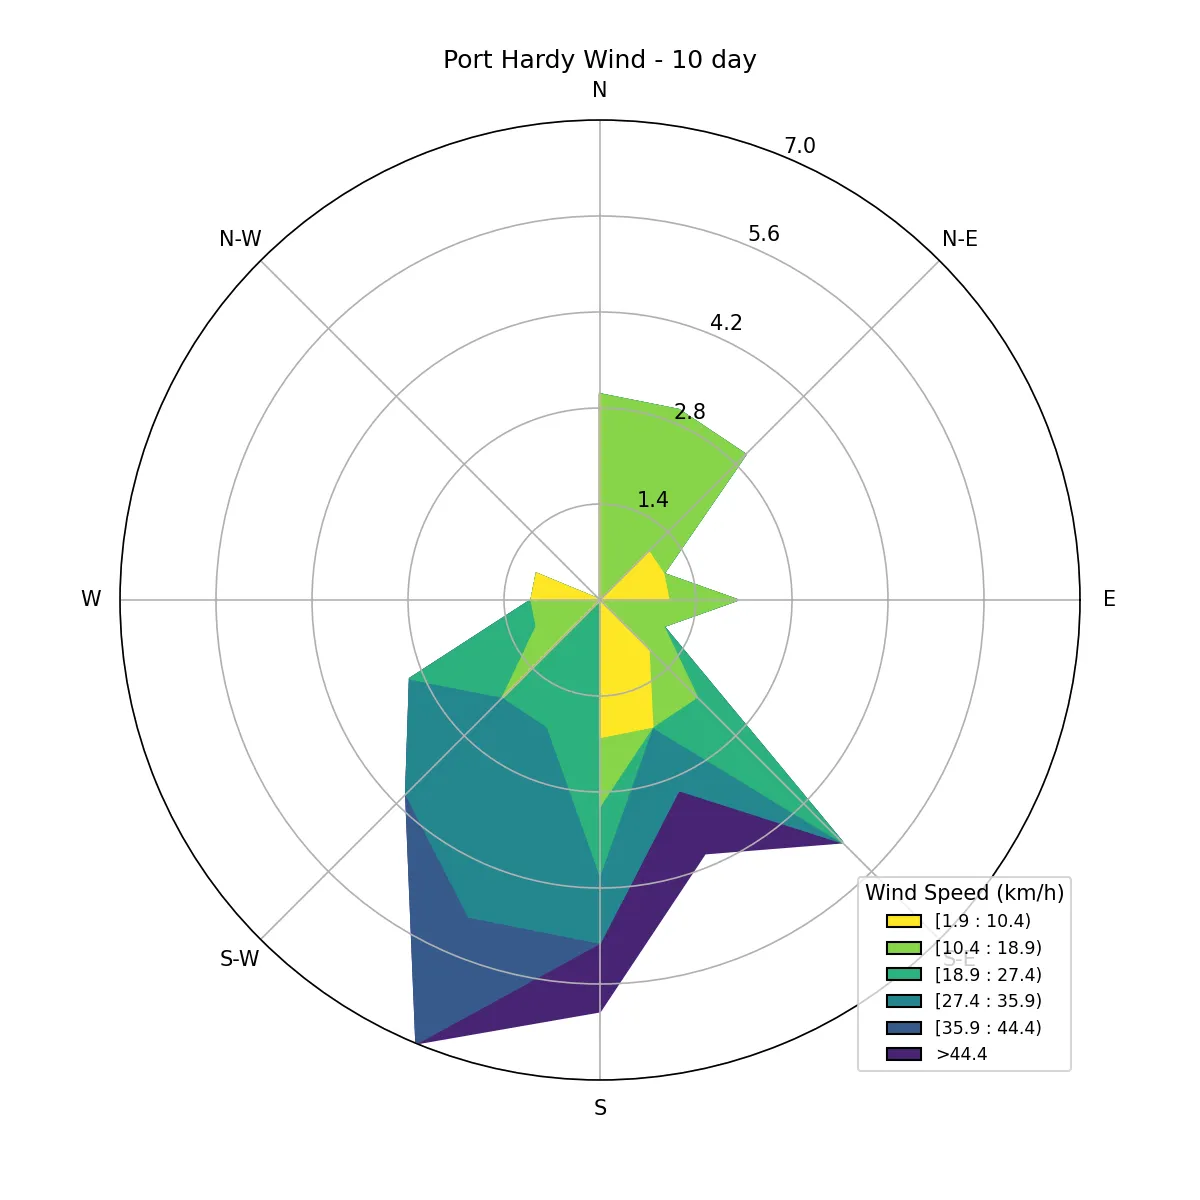 Port Hardy Wind - 10 day
N
7.0
N-W
5.6
N-E
4.2
2.8
1.4
W
E
S-W
S-E
S
Wind Speed (km/h)
[1.9 : 10.4)
[10.4 : 18.9)
[18.9 : 27.4)
[27.4 : 35.9)
[35.9 : 44.4)
>44.4